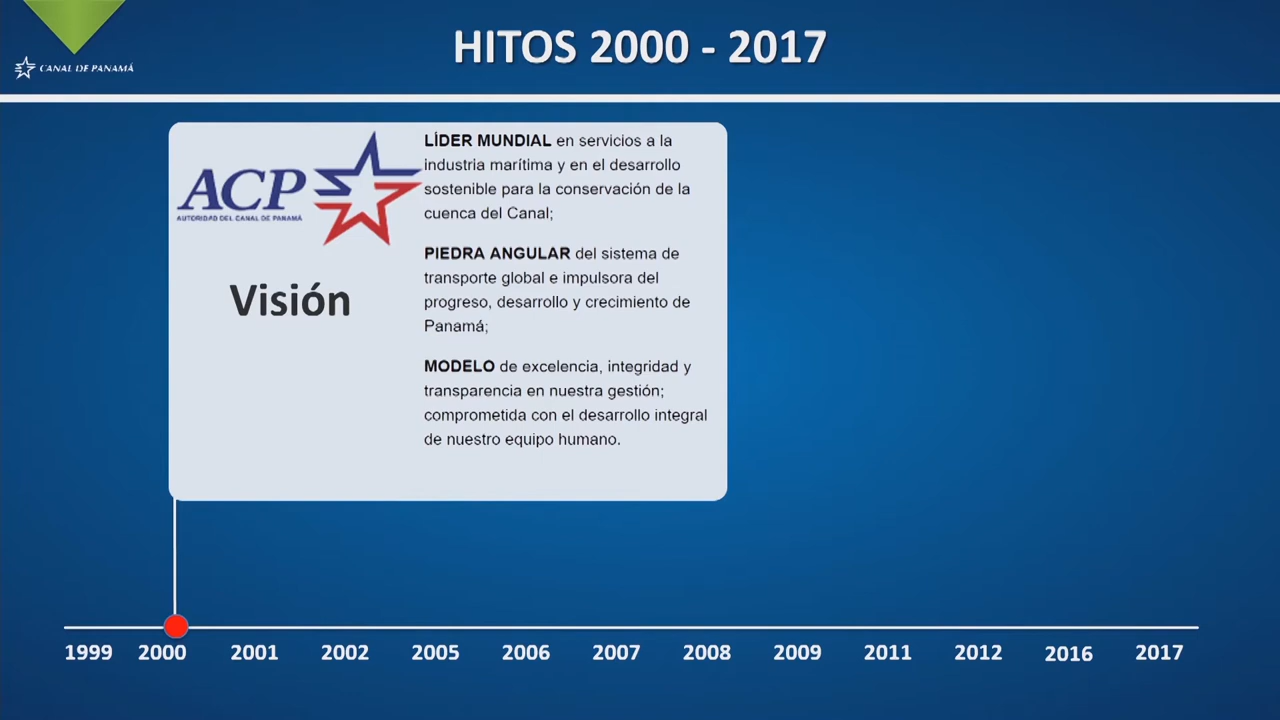 HITOS 2000 - 2017
CANAL DE PANAMÁ
ACP
AUTORIDAD DEL CANAL DE PANAMÁ
Visión
LÍDER MUNDIAL en servicios a la
industria marítima y en el desarrollo
sostenible para la conservación de la
cuenca del Canal;
PIEDRA ANGULAR del sistema de
transporte global e impulsora del
progreso, desarrollo y crecimiento de
Panamá;
MODELO de excelencia, integridad y
transparencia en nuestra gestión;
comprometida con el desarrollo integral
de nuestro equipo humano.
1999 2000 2001 2002 2005 2006 2007 2008 2009 2011 2012 2016 2017